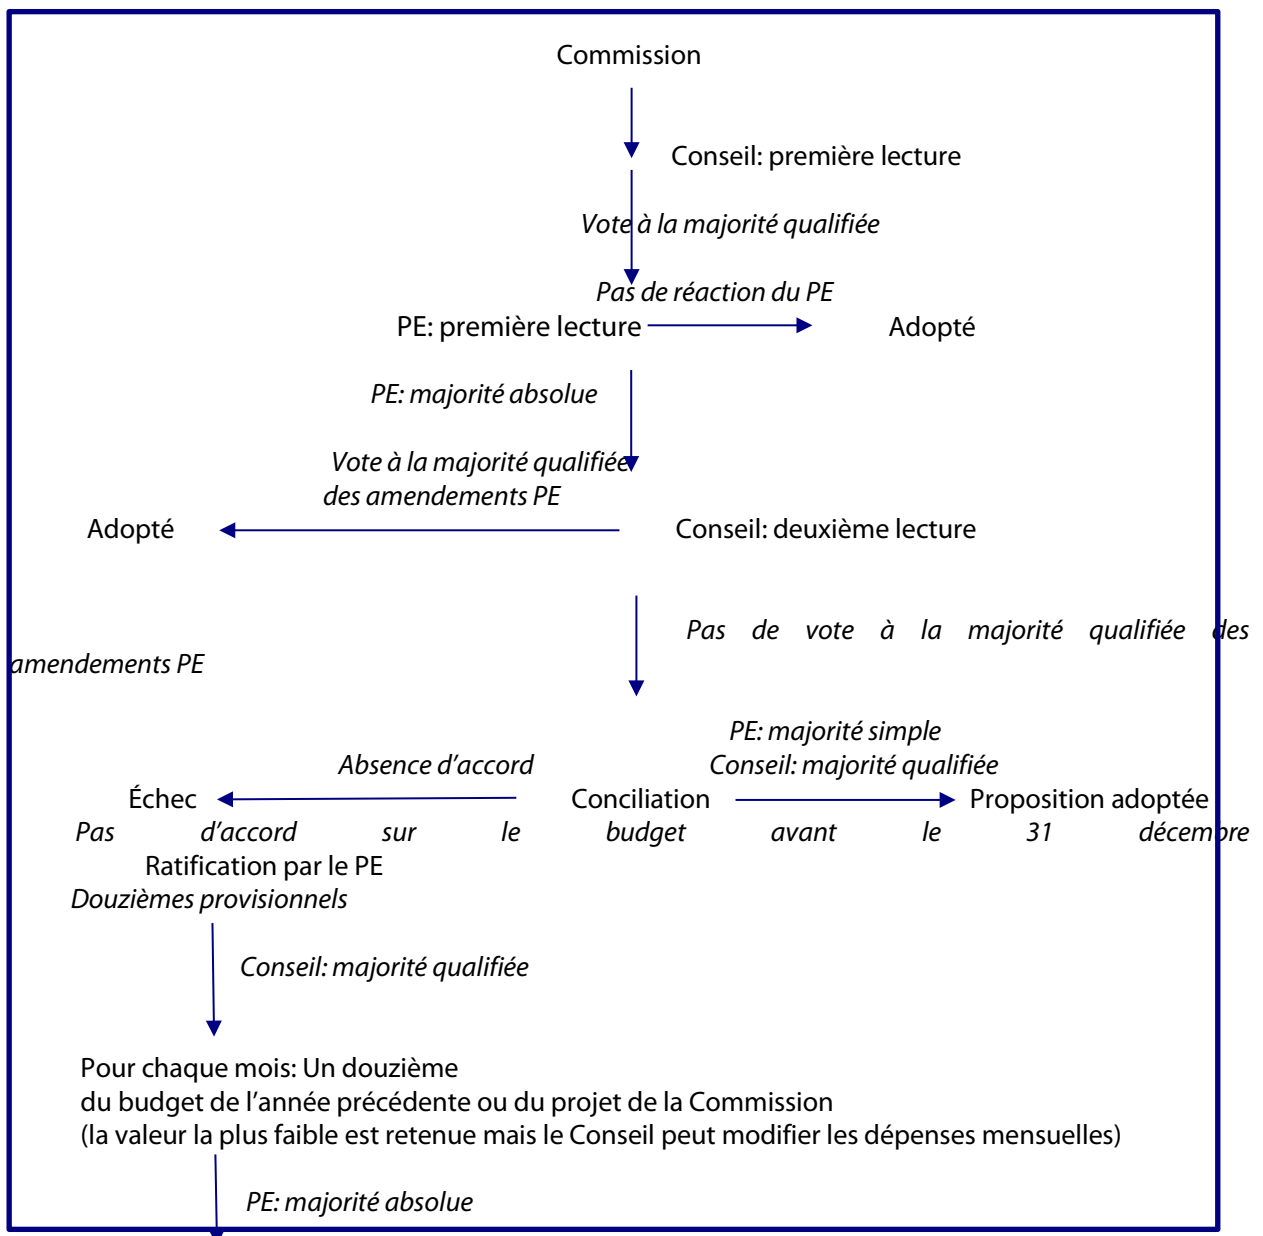 Commission
Conseil: première lecture
Vote à la majorité qualifiée
Pas de réaction du PE
PE: première lecture Adopté
PE: majorité absolue
Vote à la majorité qualifiée
des amendements PE
Adopté Conseil: deuxième lecture
Pas de vote à la majorité qualifiée des
amendements PE
PE: majorité simple
Absence d’accord Conseil: majorité qualifiée
Échec Conciliation Proposition adoptée
Pas d’accord sur le budget avant le 31 décembre
Ratification par le PE
Douzièmes provisionnels
Conseil: majorité qualifiée
Pour chaque mois: Un douzième
du budget de l’année précédente ou du projet de la Commission
(la valeur la plus faible est retenue mais le Conseil peut modifier les dépenses mensuelles)
PE: majorité absolue